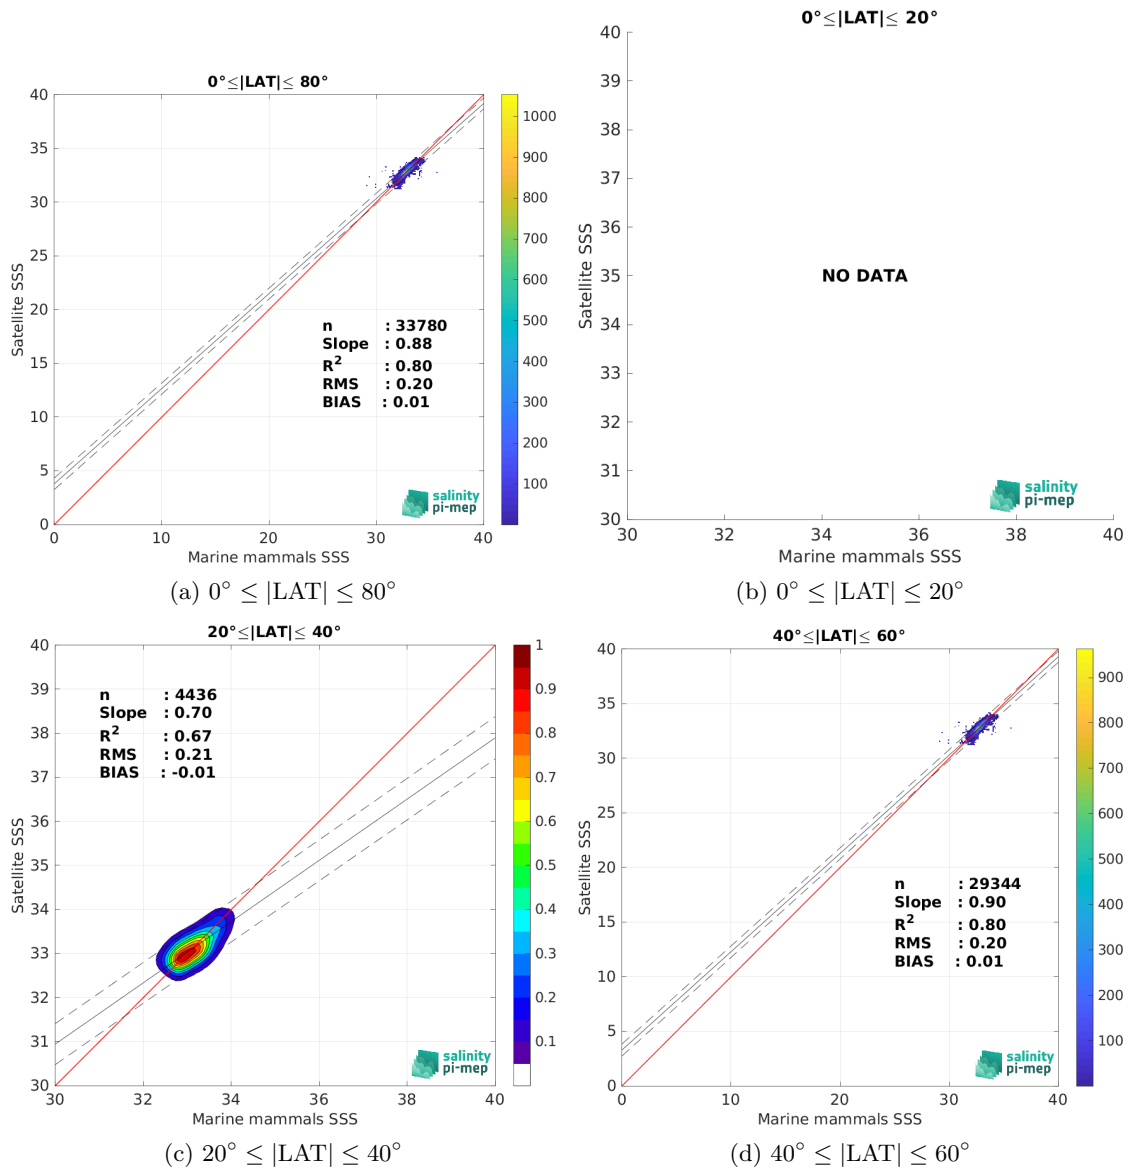 0°≤|LAT|≤ 80°
40
35
30
25
20
15
10
5
0
0
10
20
30
40
Satellite SSS
Marine mammals SSS
n : 33780
Slope : 0.88
R² : 0.80
RMS : 0.20
BIAS : 0.01
salinity
pi-mep
1000
900
800
700
600
500
400
300
200
100
(a) 0° ≤ |LAT| ≤ 80°
0°≤|LAT|≤ 20°
40
39
38
37
36
35
34
33
32
31
30
30
32
34
36
38
40
Satellite SSS
Marine mammals SSS
NO DATA
salinity
pi-mep
(b) 0° ≤ |LAT| ≤ 20°
20°≤|LAT|≤ 40°
40
39
38
37
36
35
34
33
32
31
30
30
32
34
36
38
40
Satellite SSS
Marine mammals SSS
n : 4436
Slope : 0.70
R² : 0.67
RMS : 0.21
BIAS : -0.01
salinity
pi-mep
1
0.9
0.8
0.7
0.6
0.5
0.4
0.3
0.2
0.1
(c) 20° ≤ |LAT| ≤ 40°
40°≤|LAT|≤ 60°
40
35
30
25
20
15
10
5
0
0
10
20
30
40
Satellite SSS
Marine mammals SSS
n : 29344
Slope : 0.90
R² : 0.80
RMS : 0.20
BIAS : 0.01
salinity
pi-mep
900
800
700
600
500
400
300
200
100
(d) 40° ≤ |LAT| ≤ 60°